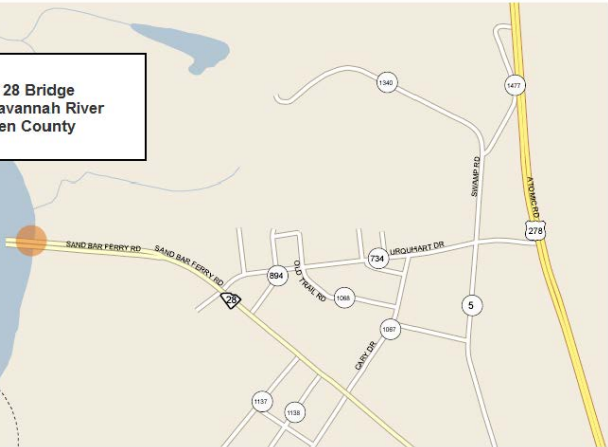 28 Bridge
avannah River
en County
1340
1477
SWAMP RD
ATOMIC RD
278
SAND BAR FERRY RD
SAND BAR FERRY RD
URQUHART DR
734
894
OLD TRAIL RD
28
1068
5
1067
CARY DR
1137
1138